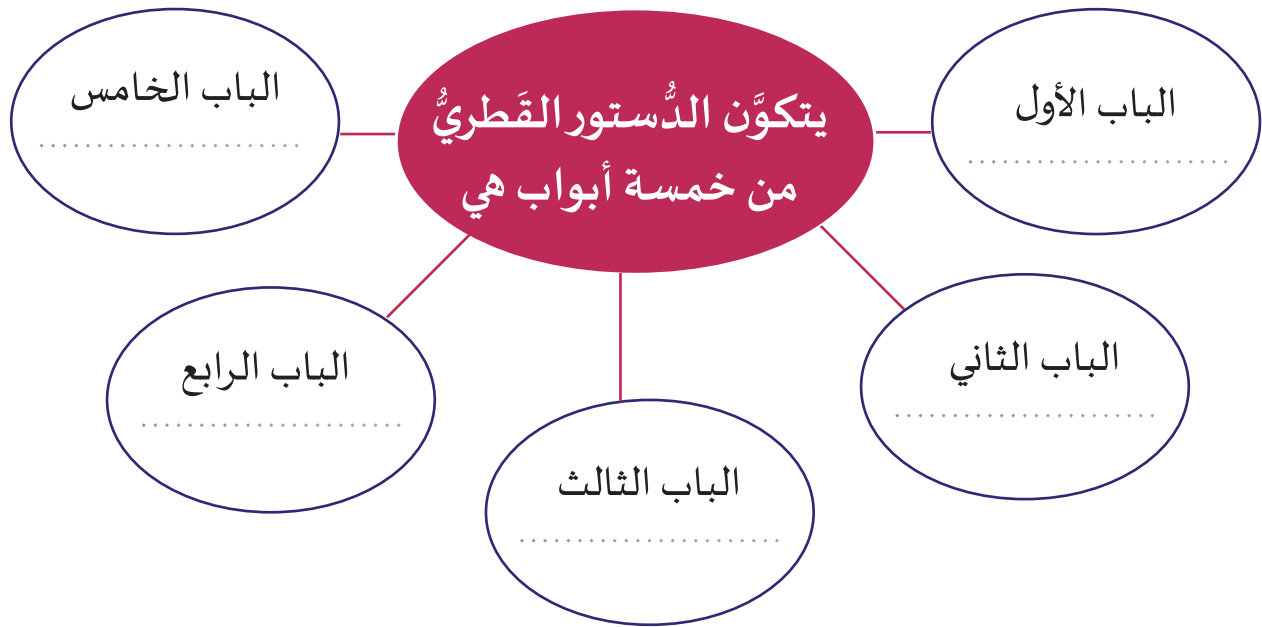 يتكوَّن الدُّستور القَطريُّ
من خمسة أبواب هي
الباب الأول
......................
الباب الثاني
......................
الباب الثالث
......................
الباب الرابع
......................
الباب الخامس
......................